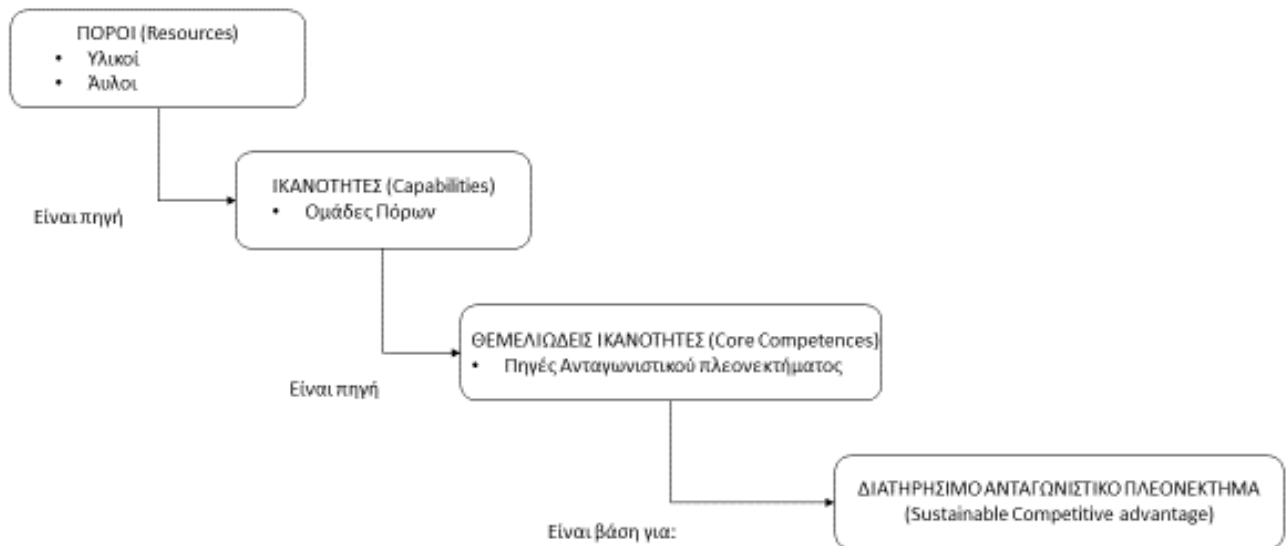 ΠΟΡΟΙ (Resources)
• Υλικοί
• Άυλοι
Είναι πηγή
ΙΚΑΝΟΤΗΤΕΣ (Capabilities)
• Ομάδες Πόρων
Είναι πηγή
ΘΕΜΕΛΙΩΔΕΙΣ ΙΚΑΝΟΤΗΤΕΣ (Core Competences)
• Πηγές Ανταγωνιστικού πλεονεκτήματος
Είναι βάση για:
ΔΙΑΤΗΡΗΣΙΜΟ ΑΝΤΑΓΩΝΙΣΤΙΚΟ ΠΛΕΟΝΕΚΤΗΜΑ
(Sustainable Competitive advantage)